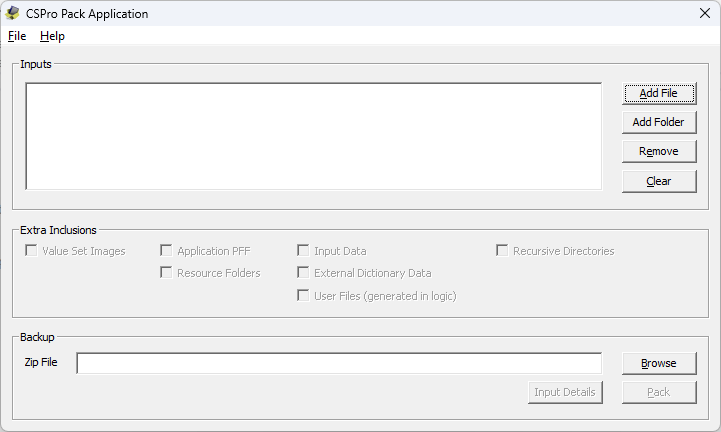 CSPro Pack Application
File Help
Inputs
Add File
Add Folder
Remove
Clear
Extra Inclusions
Value Set Images Application PFF Input Data Recursive Directories
Resource Folders External Dictionary Data
User Files (generated in logic)
Backup
Zip File Browse
Input Details Pack